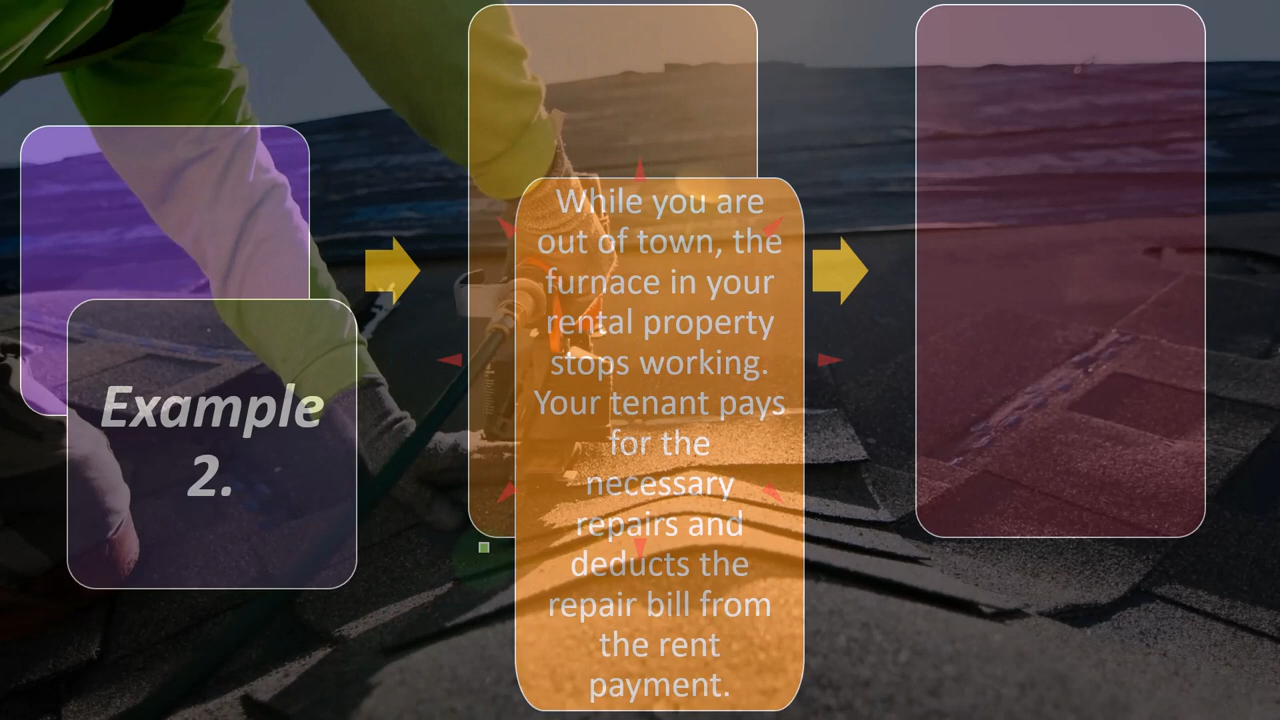 Example
2.
While you are
out of town, the
furnace in your
rental property
stops working.
Your tenant pays
for the
necessary
repairs and
deducts the
repair bill from
the rent
payment.